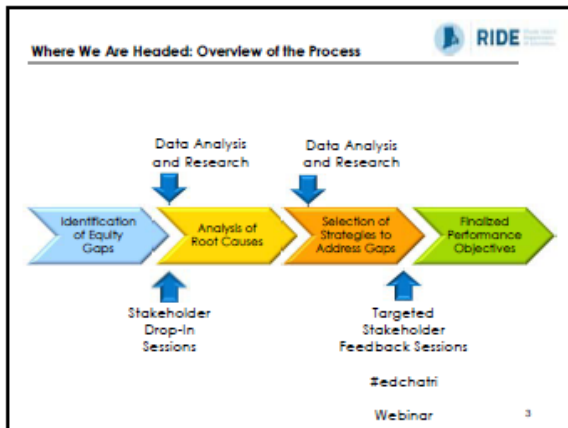 Where We Are Headed: Overview of the Process
RIDE
Data Analysis
and Research
Data Analysis
and Research
Identification
of Equity
Gaps
Analysis of
Root Causes
Selection of
Strategies to
Address Gaps
Finalized
Performance
Objectives
Stakeholder
Drop-In
Sessions
Targeted
Stakeholder
Feedback Sessions
#edchatri
Webinar
3